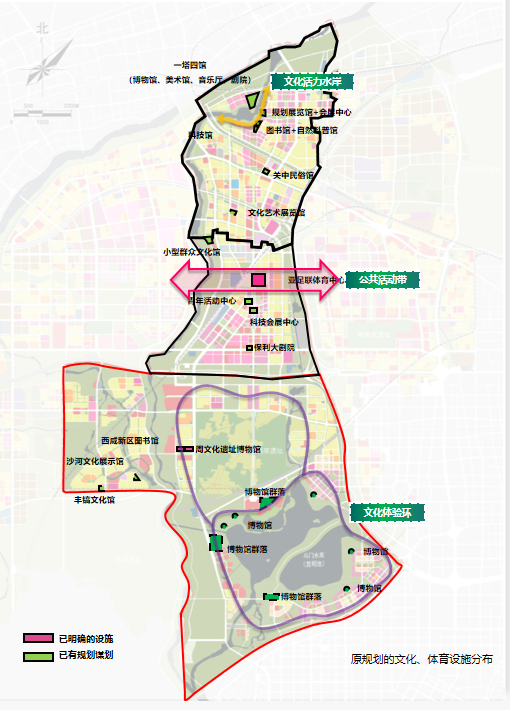 北
一塔四馆
（博物馆、美术馆、音乐厅、剧院）
文化活力水岸
规划展览馆+会展中心
科技馆
图书馆+自然科普馆
关中民俗馆
文化艺术展览馆
小型群众文化馆
亚足联体育中心
公共活动带
青年活动中心
科技会展中心
保利大剧院
西咸新区图书馆
周文化遗址博物馆
沙河文化展示馆
丰镐文化馆
博物馆群落
文化体验环
博物馆
博物馆群落
博物馆
博物馆
博物馆群落
已明确的设施
已有规划谋划
原规划的文化、体育设施分布